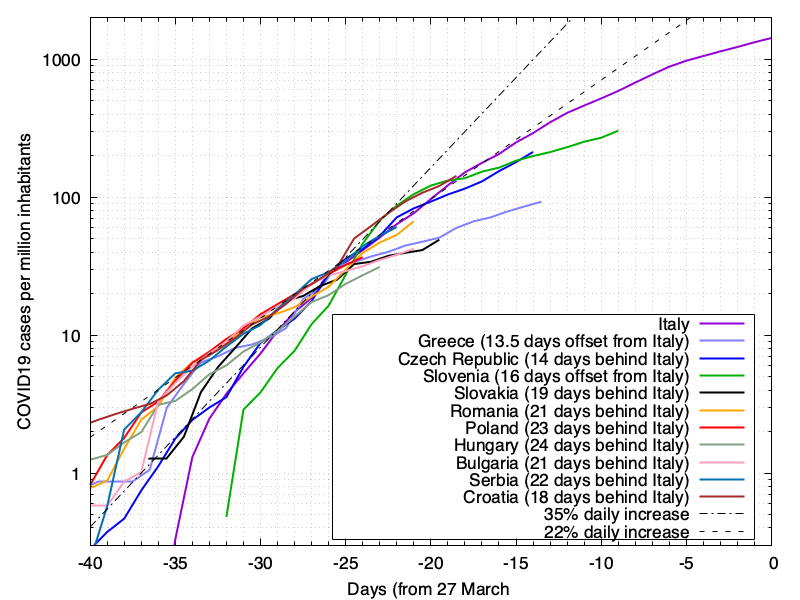 1000
100
10
1
COVID19 cases per million inhabitants
Italy
Greece (13.5 days offset from Italy)
Czech Republic (14 days behind Italy)
Slovenia (16 days offset from Italy)
Slovakia (19 days behind Italy)
Romania (21 days behind Italy)
Poland (23 days behind Italy)
Hungary (24 days behind Italy)
Bulgaria (21 days behind Italy)
Serbia (22 days behind Italy)
Croatia (18 days behind Italy)
35% daily increase
22% daily increase
-40 -35 -30 -25 -20 -15 -10 -5 0
Days (from 27 March